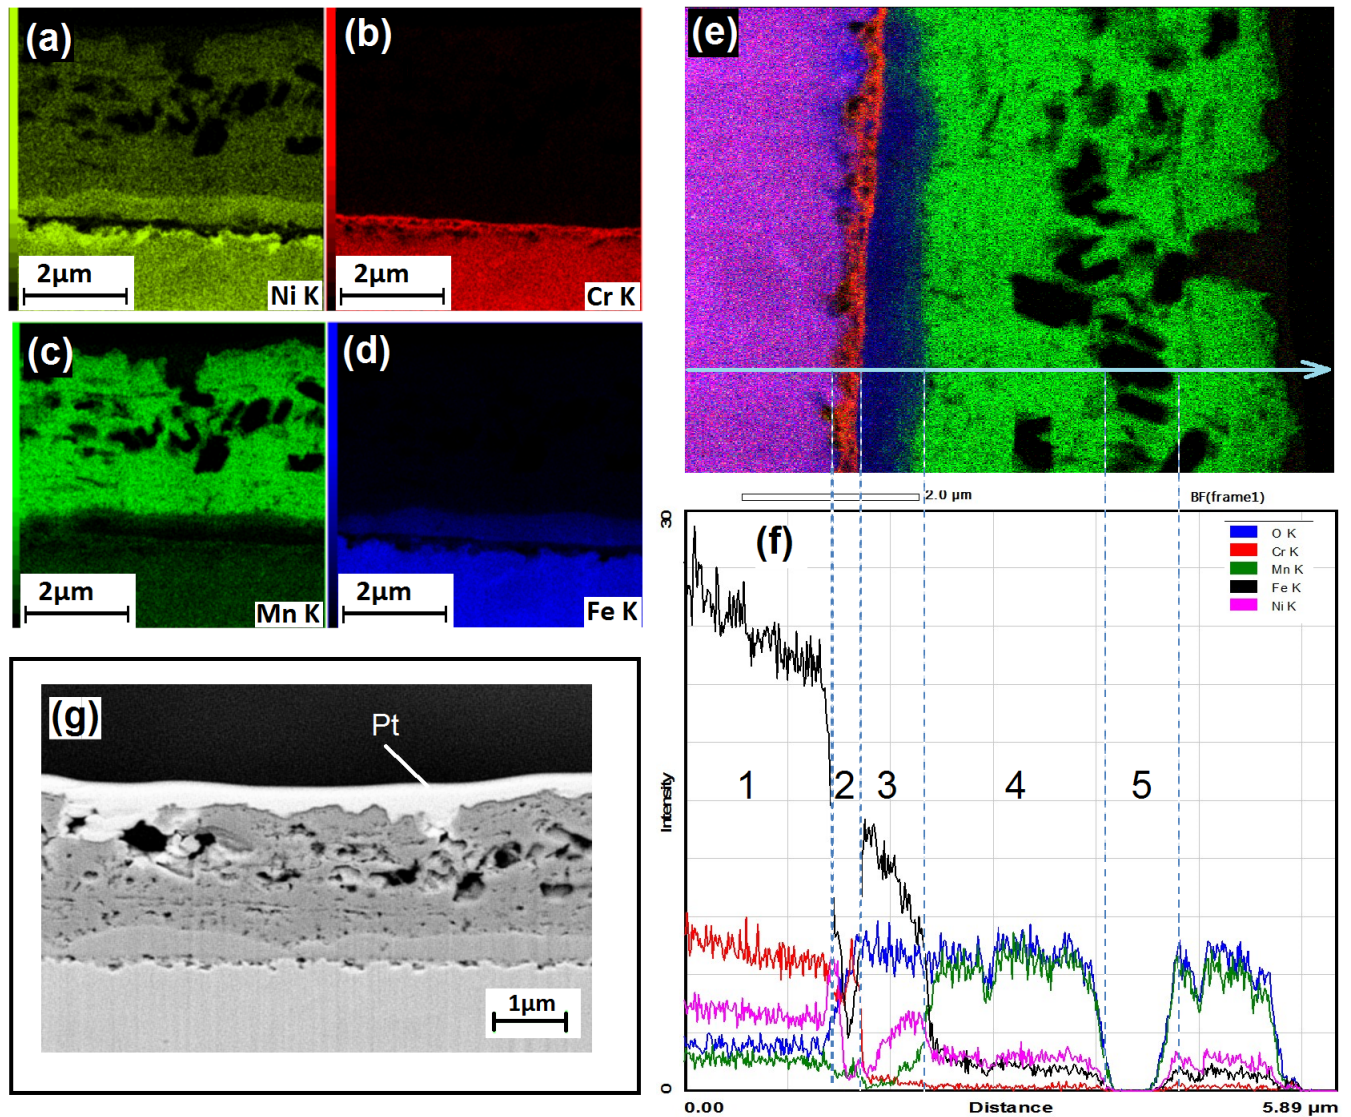 (a)
2μm
Ni K
(b)
2μm
Cr K
(c)
2μm
Mn K
(d)
2μm
Fe K
(e)
2.0 μm
BF(frame1)
(f)
30
Intensity
0
O K
Cr K
Mn K
Fe K
Ni K
1
2
3
4
5
0.00
Distance
5.89 μm
(g)
Pt
1μm